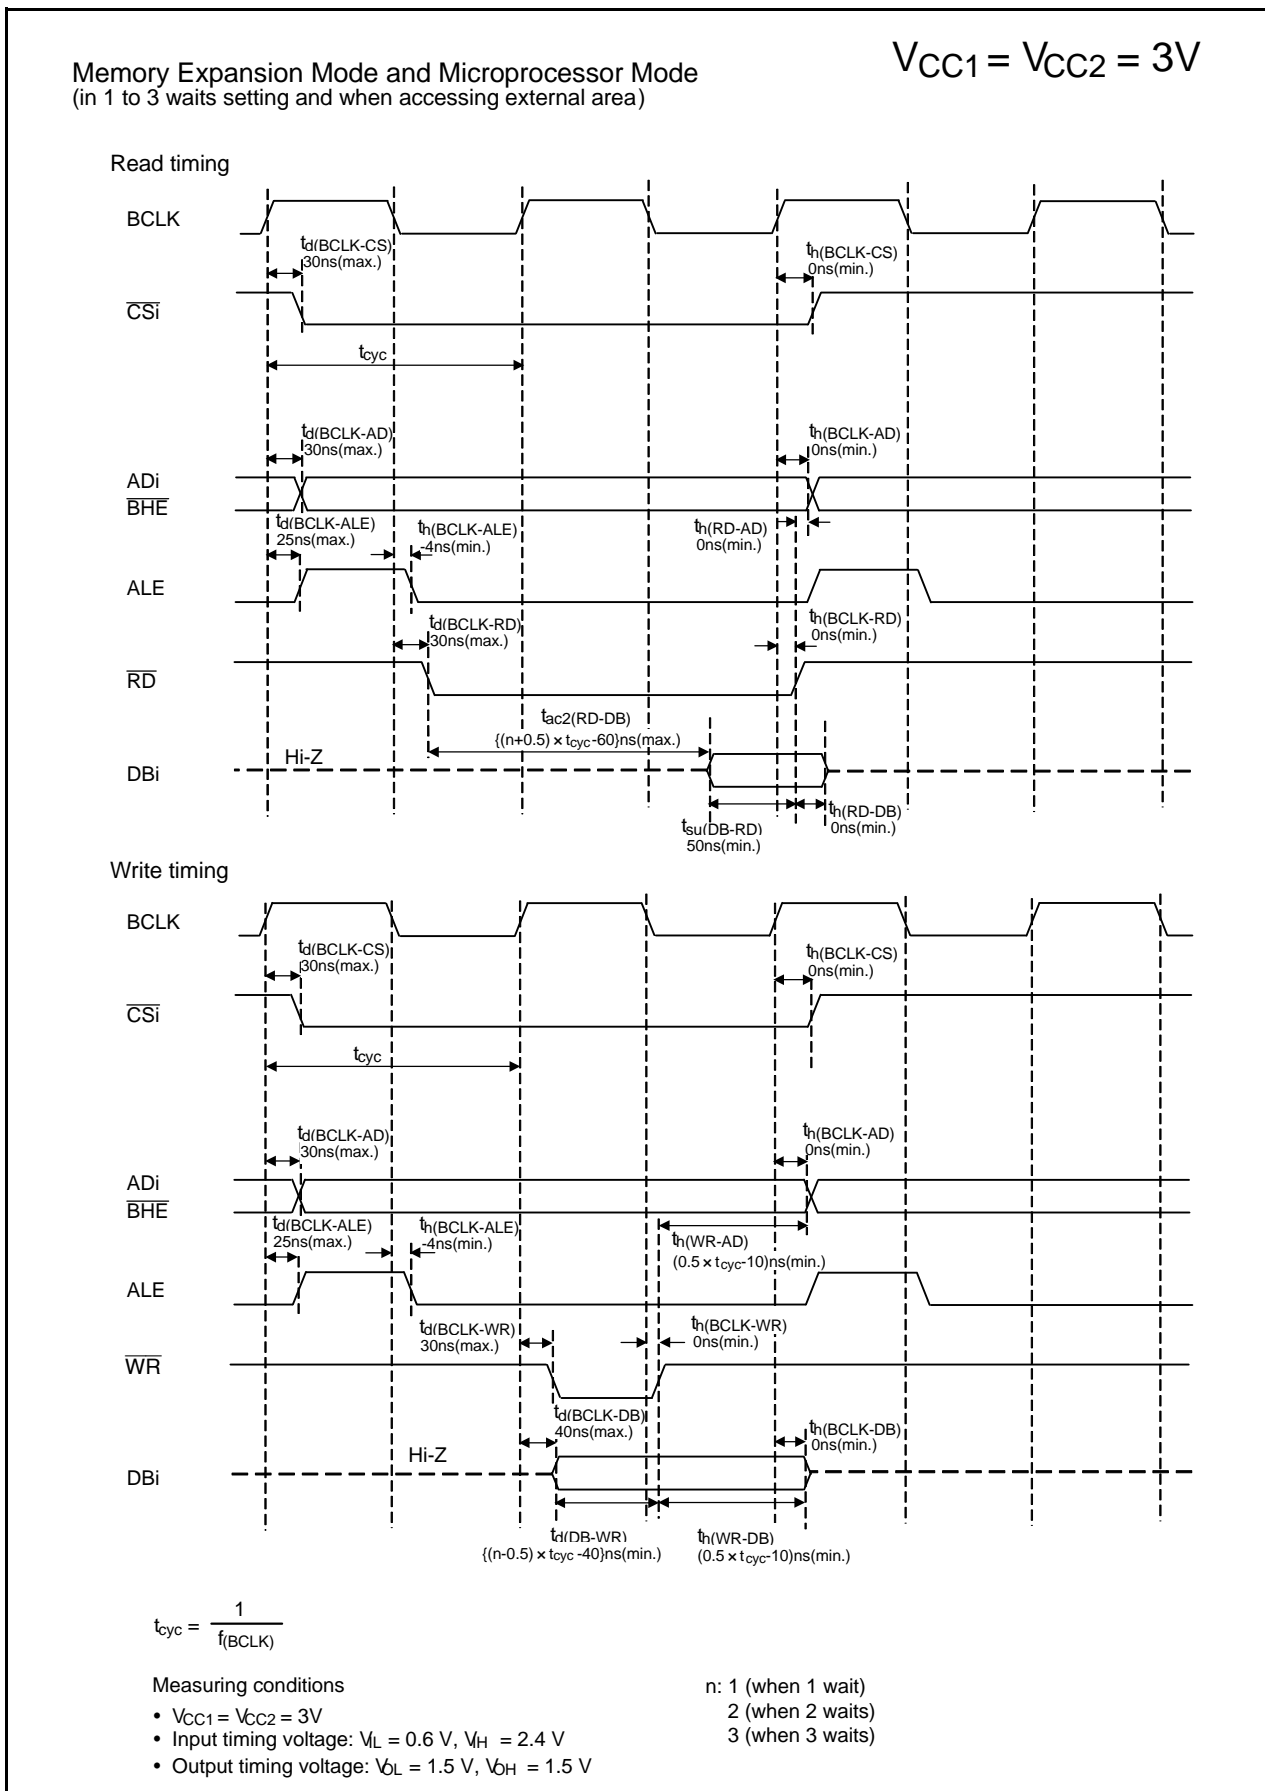 Memory Expansion Mode and Microprocessor Mode
(in 1 to 3 waits setting and when accessing external area)
VCC1 = VCC2 = 3V
Read timing
BCLK
td(BCLK-CS)
30ns(max.)
th(BCLK-CS)
0ns(min.)
CSi
tcyc
td(BCLK-AD)
30ns(max.)
th(BCLK-AD)
0ns(min.)
ADi
BHE
td(BCLK-ALE)
25ns(max.)
th(BCLK-ALE)
-4ns(min.)
th(RD-AD)
0ns(min.)
ALE
td(BCLK-RD)
30ns(max.)
th(BCLK-RD)
0ns(min.)
RD
tac2(RD-DB)
{(n+0.5) × tcyc-60}ns(max.)
Hi-Z
DBi
tsu(DB-RD)
50ns(min.)
th(RD-DB)
0ns(min.)
Write timing
BCLK
td(BCLK-CS)
30ns(max.)
th(BCLK-CS)
0ns(min.)
CSi
tcyc
td(BCLK-AD)
30ns(max.)
th(BCLK-AD)
0ns(min.)
ADi
BHE
td(BCLK-ALE)
25ns(max.)
th(BCLK-ALE)
-4ns(min.)
th(WR-AD)
(0.5 × tcyc-10)ns(min.)
ALE
td(BCLK-WR)
30ns(max.)
th(BCLK-WR)
0ns(min.)
WR
td(BCLK-DB)
40ns(max.)
th(BCLK-DB)
0ns(min.)
Hi-Z
DBi
td(DB-WR)
{(n-0.5) × tcyc -40}ns(min.)
th(WR-DB)
(0.5 × tcyc-10)ns(min.)
tcyc = 1
f(BCLK)
Measuring conditions
• VCC1 = VCC2 = 3V
• Input timing voltage: VIL = 0.6 V, VIH = 2.4 V
• Output timing voltage: VOL = 1.5 V, VOH = 1.5 V
n: 1 (when 1 wait)
2 (when 2 waits)
3 (when 3 waits)